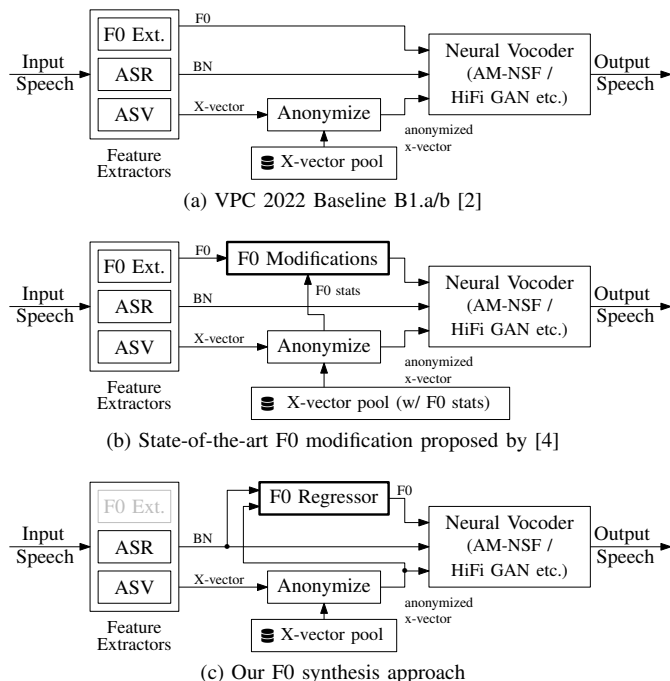 F0 Ext.
F0
Input
Speech
ASR
BN
ASV
X-vector
Anonymize
anonymized
x-vector
Neural Vocoder
(AM-NSF /
HiFi GAN etc.)
Output
Speech
Feature
Extractors
X-vector pool
(a) VPC 2022 Baseline B1.a/b [2]
F0 Ext.
F0
F0 Modifications
F0 stats
Input
Speech
ASR
BN
ASV
X-vector
Anonymize
anonymized
x-vector
Neural Vocoder
(AM-NSF /
HiFi GAN etc.)
Output
Speech
Feature
Extractors
X-vector pool (w/ F0 stats)
(b) State-of-the-art F0 modification proposed by [4]
F0 Ext.
F0 Regressor
F0
Input
Speech
ASR
BN
ASV
X-vector
Anonymize
anonymized
x-vector
Neural Vocoder
(AM-NSF /
HiFi GAN etc.)
Output
Speech
Feature
Extractors
X-vector pool
(c) Our F0 synthesis approach